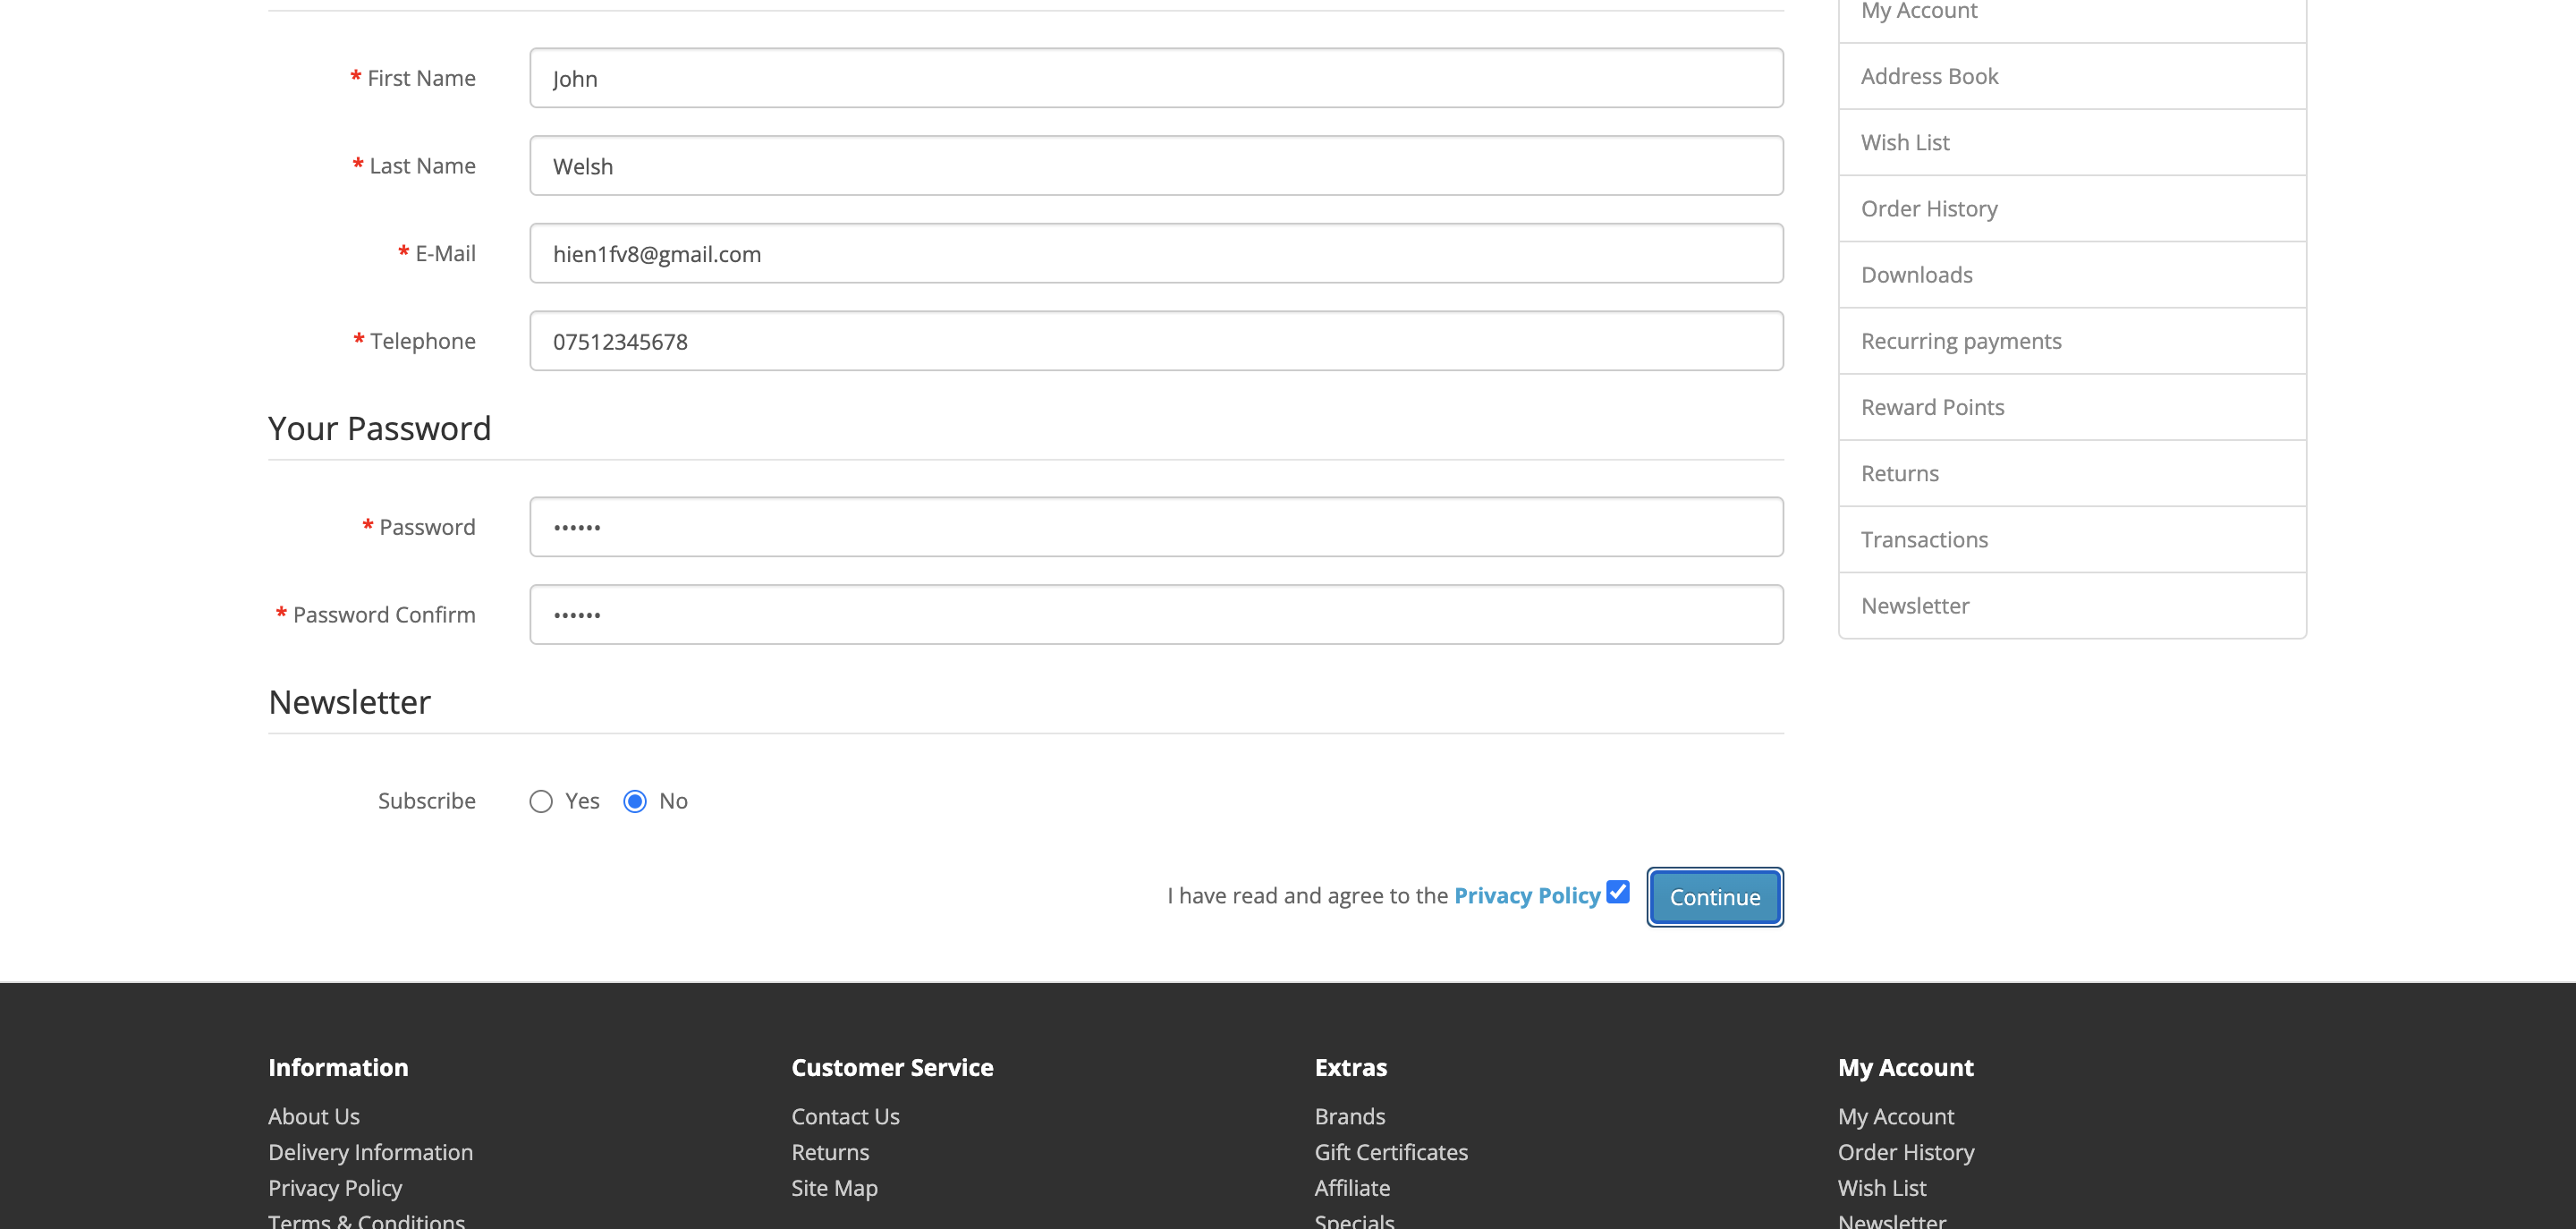 * First Name
John
* Last Name
Welsh
* E-Mail
hien1fv8@gmail.com
* Telephone
07512345678
Your Password
* Password
••••••
* Password Confirm
••••••
Newsletter
Subscribe
Yes
No
I have read and agree to the Privacy Policy
Continue
My Account
Address Book
Wish List
Order History
Downloads
Recurring payments
Reward Points
Returns
Transactions
Newsletter
Information
About Us
Delivery Information
Privacy Policy
Terms & Conditions
Customer Service
Contact Us
Returns
Site Map
Extras
Brands
Gift Certificates
Affiliate
Specials
My Account
My Account
Order History
Wish List
Newsletter